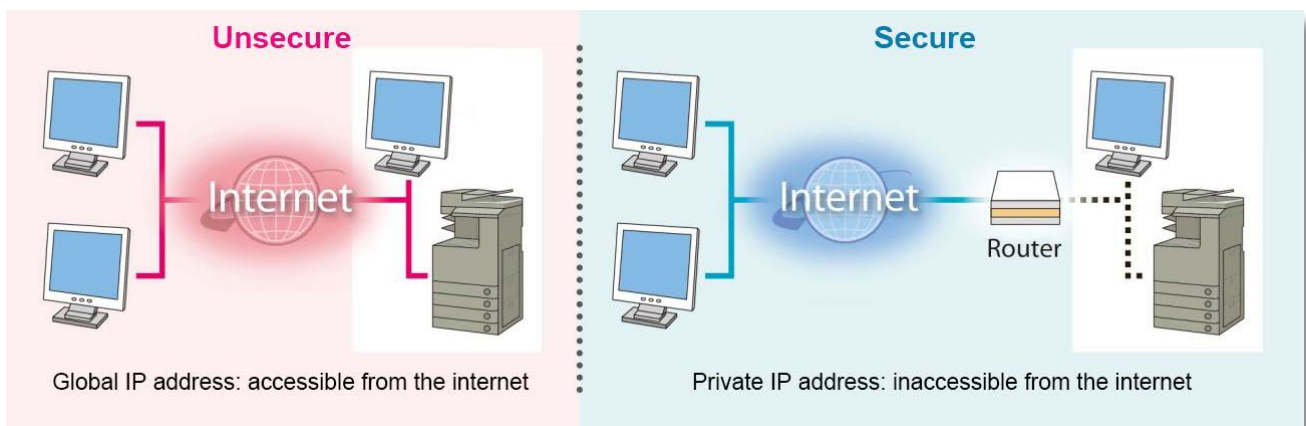 Unsecure
Internet
Global IP address: accessible from the internet
Secure
Internet
Router
Private IP address: inaccessible from the internet